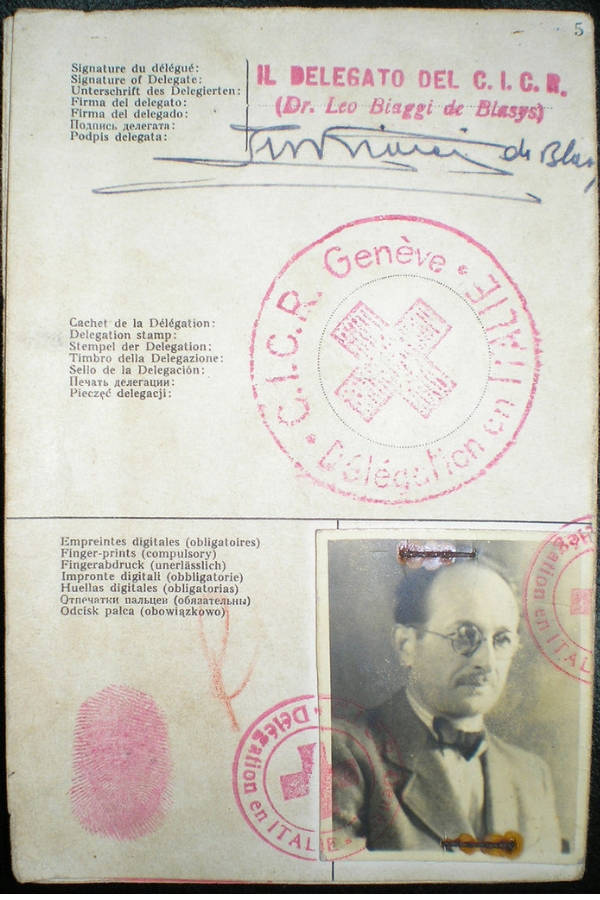 5
Signature du délégué:
Signature of Delegate:
Unterschrift des Delegierten:
Firma del delegato:
Firma del delegado:
Подпись делегата:
Podpis delegata:
IL DELEGATO DEL C. I. C. R.
(Dr. Leo Biaggi de Blasys)
de Blasys
Cachet de la Délégation:
Delegation stamp:
Stempel der Delegation:
Timbro della Delegazione:
Sello de la Delegación:
Печать делегации:
Pieczęć delegacji:
C.I.C.R. Genève
Délégation en ITALIE
Empreintes digitales (obligatoires)
Finger-prints (compulsory)
Fingerabdruck (unerlässlich)
Impronte digitali (obbligatorie)
Huellas digitales (obligatorias)
Отпечатки пальцев (обязательны)
Odcisk palca (obowiązkowo)
Délégation en ITALIE
Délégation en ITALIE